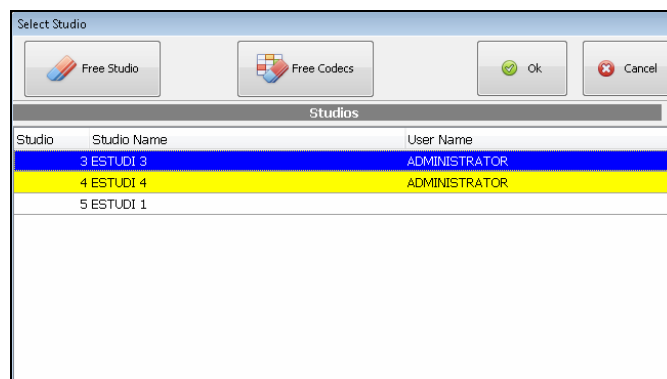 Select Studio
Free Studio Free Codecs Ok Cancel
Studios
Studio Studio Name User Name
3 ESTUDI 3 ADMINISTRATOR
4 ESTUDI 4 ADMINISTRATOR
5 ESTUDI 1